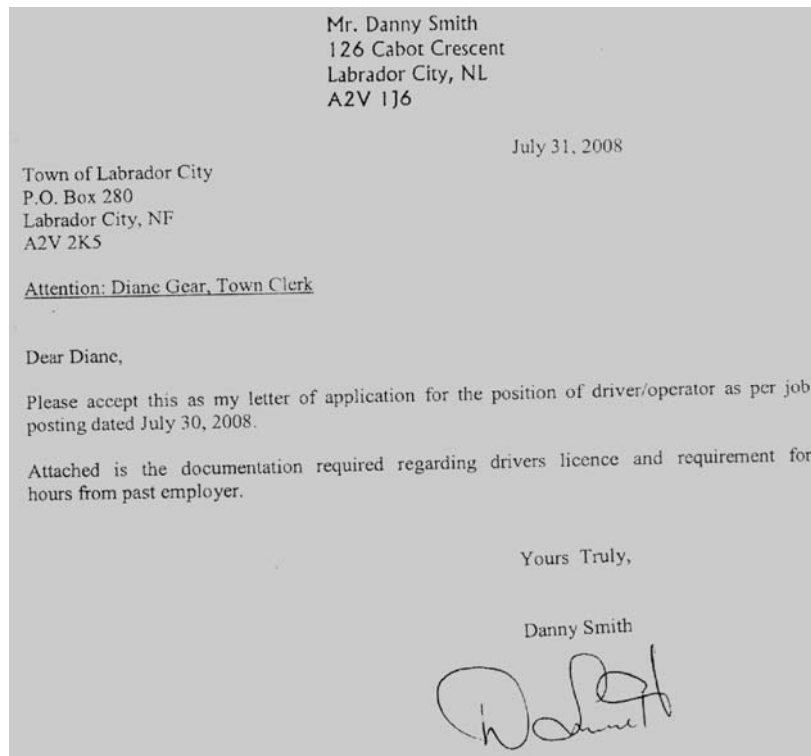 Mr. Danny Smith
126 Cabot Crescent
Labrador City, NL
A2V 1J6
July 31, 2008
Town of Labrador City
P.O. Box 280
Labrador City, NF
A2V 2K5
Attention: Diane Gear, Town Clerk
Dear Diane,
Please accept this as my letter of application for the position of driver/operator as per job
posting dated July 30, 2008.
Attached is the documentation required regarding drivers licence and requirement for
hours from past employer.
Yours Truly,
Danny Smith